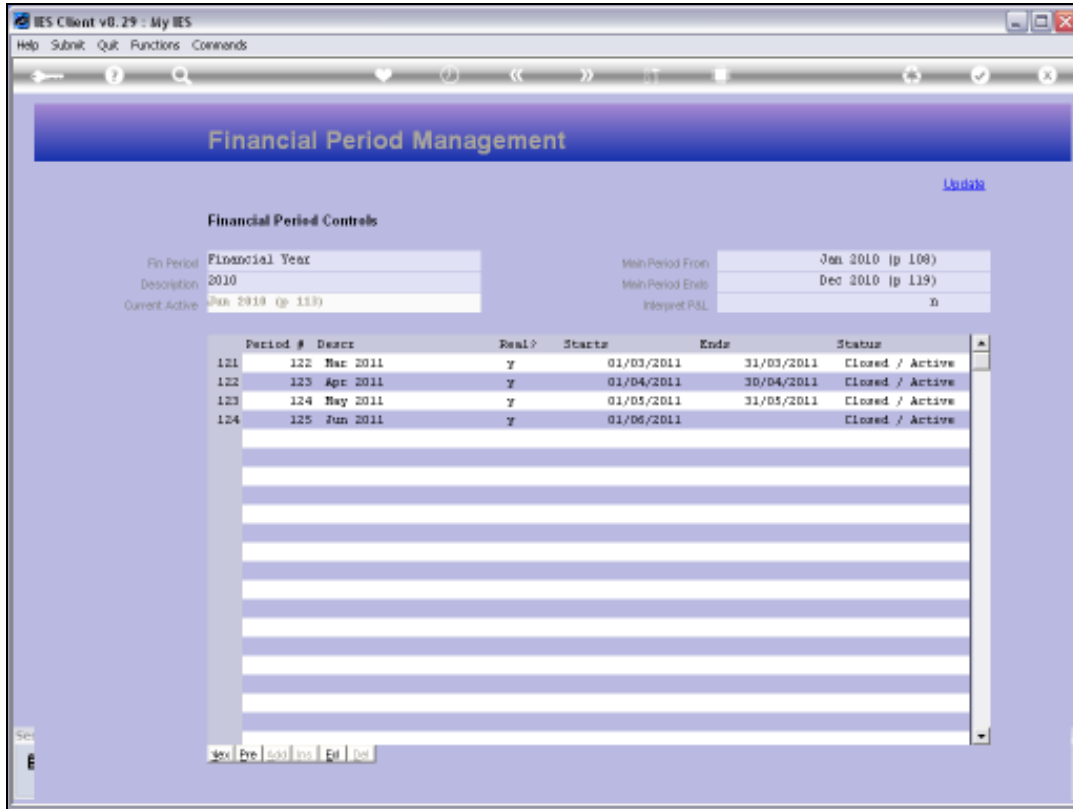 IES Client v8.29 : My IES
Help Submit Quit Functions Commands
Financial Period Management
Update
Financial Period Controls
Fin Period Financial Year Main Period From Jan 2010 (p 108)
Description 2010 Main Period Ends Dec 2010 (p 119)
Current Active Jun 2010 (p 113) Interpret P&L n
Period # Descr Real? Starts Ends Status
121 122 Mar 2011 y 01/03/2011 31/03/2011 Closed / Active
122 123 Apr 2011 y 01/04/2011 30/04/2011 Closed / Active
123 124 May 2011 y 01/05/2011 31/05/2011 Closed / Active
124 125 Jun 2011 y 01/06/2011 Closed / Active
Nex Pre Add Ins Edi Del